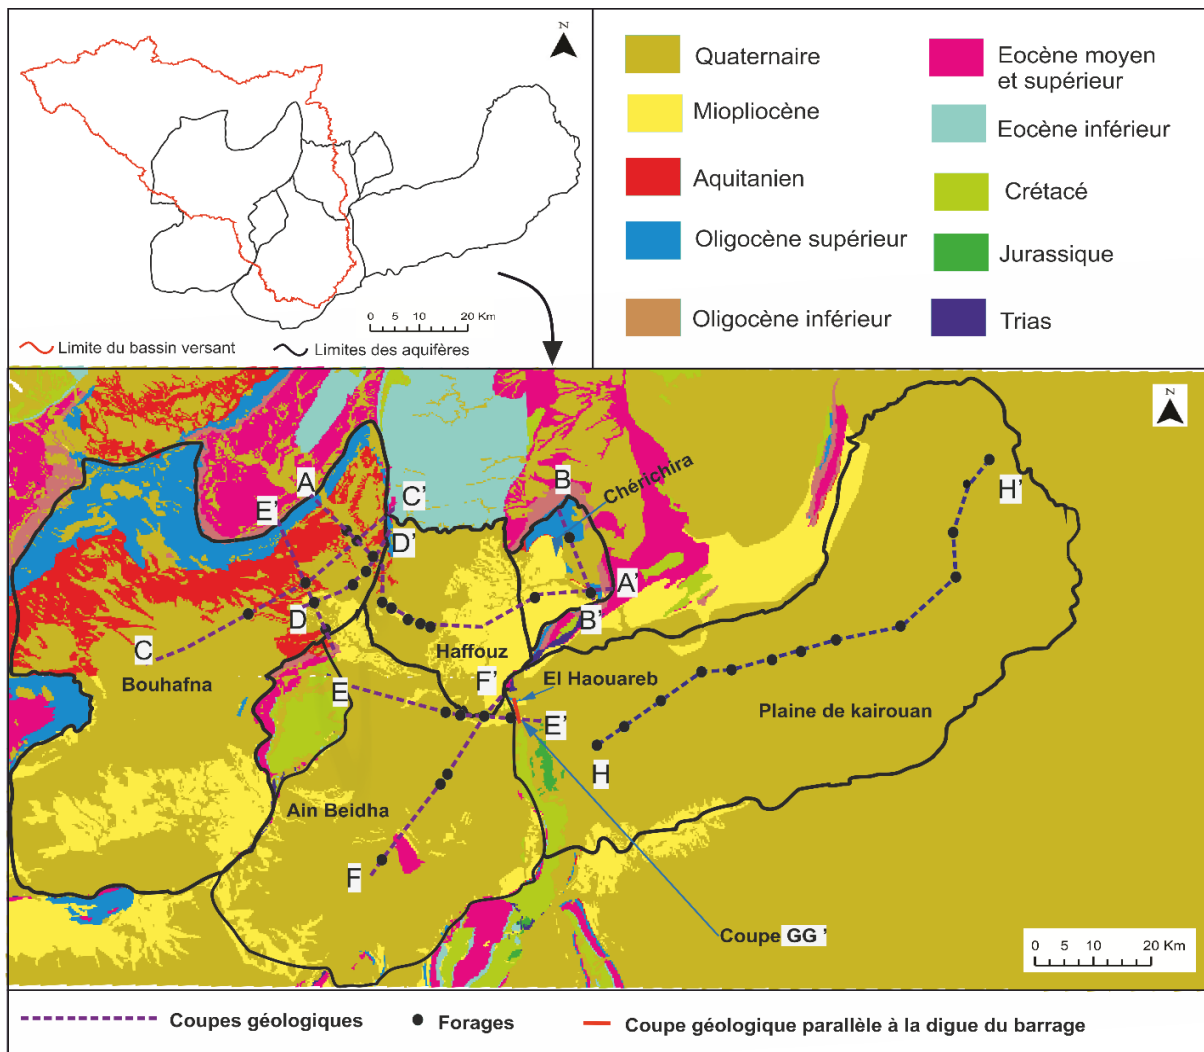 N
0 5 10 20 Km
Limite du bassin versant
Limites des aquifères
Quaternaire
Miopliocène
Aquitanien
Oligocène supérieur
Oligocène inférieur
Eocène moyen
et supérieur
Eocène inférieur
Crétacé
Jurassique
Trias
N
A
B
Chérichira
C'
E'
H'
D'
A'
D
B'
C
Haffouz
Bouhafna
F'
El Haouareb
E
Plaine de kairouan
E'
H
Ain Beidha
F
Coupe GG '
0 5 10 20 Km
Coupes géologiques
Forages
Coupe géologique parallèle à la digue du barrage